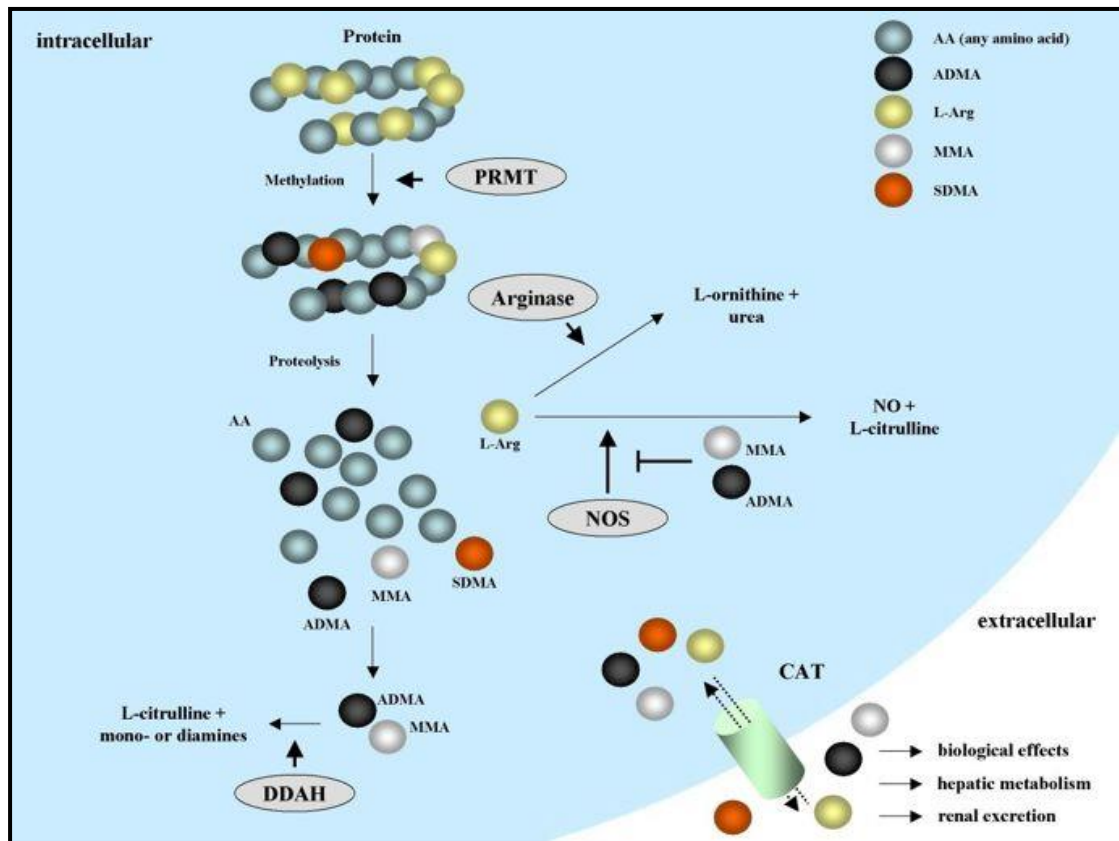 intracellular
Protein
AA (any amino acid)
ADMA
L-Arg
MMA
SDMA
Methylation
PRMT
Arginase
L-ornithine +
urea
Proteolysis
AA
L-Arg
NO +
L-citrulline
MMA
ADMA
NOS
SDMA
MMA
ADMA
extracellular
CAT
ADMA
MMA
L-citrulline +
mono- or diamines
DDAH
biological effects
hepatic metabolism
renal excretion